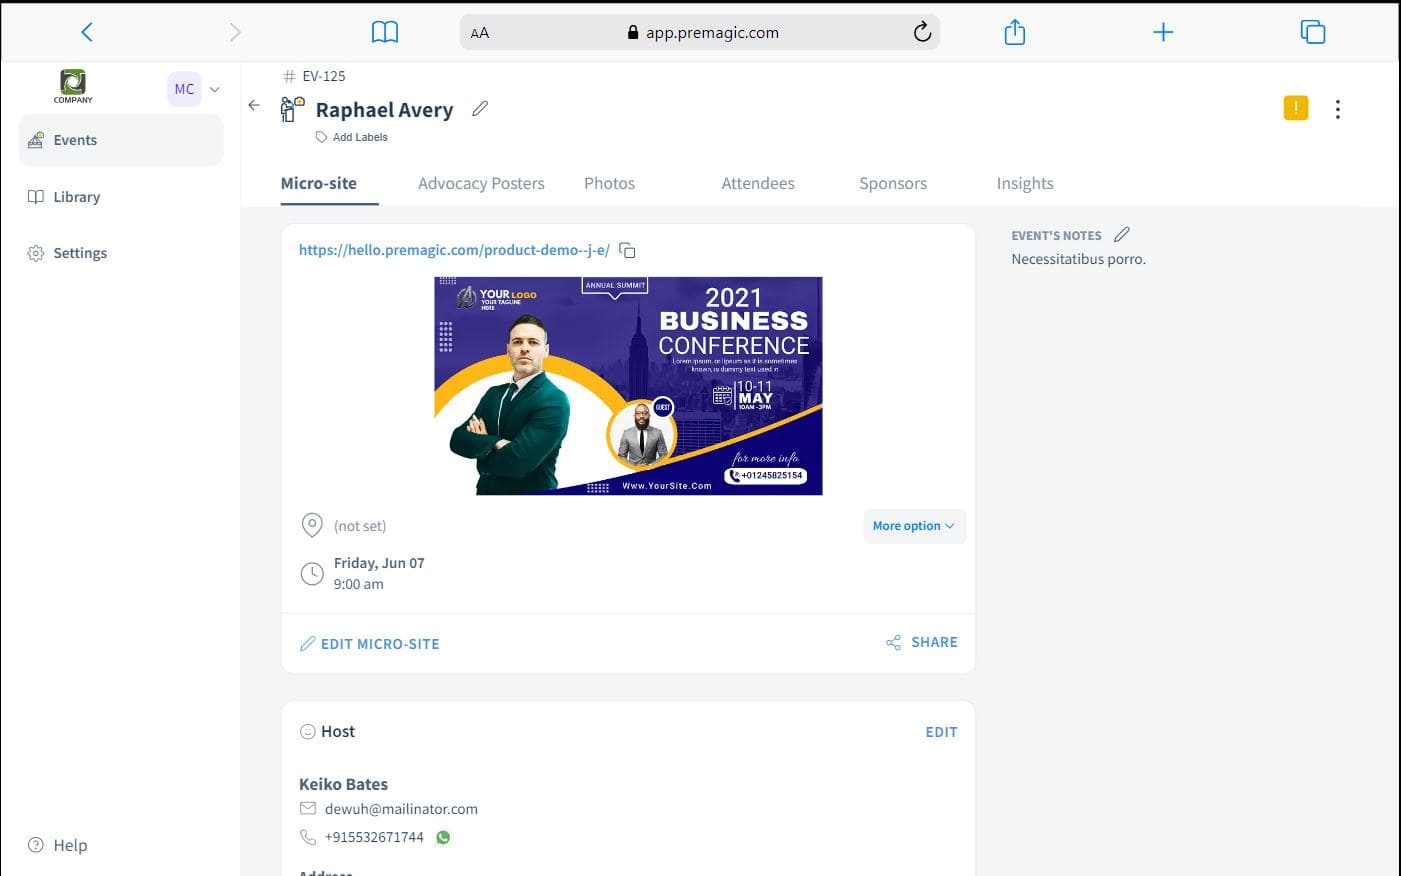 AA
app.premagic.com
COMPANY
MC
Events
Library
Settings
Help
# EV-125
Raphael Avery
Add Labels
!
Micro-site
Advocacy Posters
Photos
Attendees
Sponsors
Insights
https://hello.premagic.com/product-demo--j-e/
YOUR LOGO
YOUR TAGLINE
HERE
ANNUAL SUMMIT
2021
BUSINESS
CONFERENCE
Lorem ipsum, or lipsum as it is sometimes
known, is dummy text used in
10-11
MAY
10AM -3PM
GUEST
for more info
+01245825154
Www.YourSite.Com
(not set)
More option
Friday, Jun 07
9:00 am
EDIT MICRO-SITE
SHARE
Host
EDIT
Keiko Bates
dewuh@mailinator.com
+915532671744
Address
EVENT'S NOTES
Necessitatibus porro.